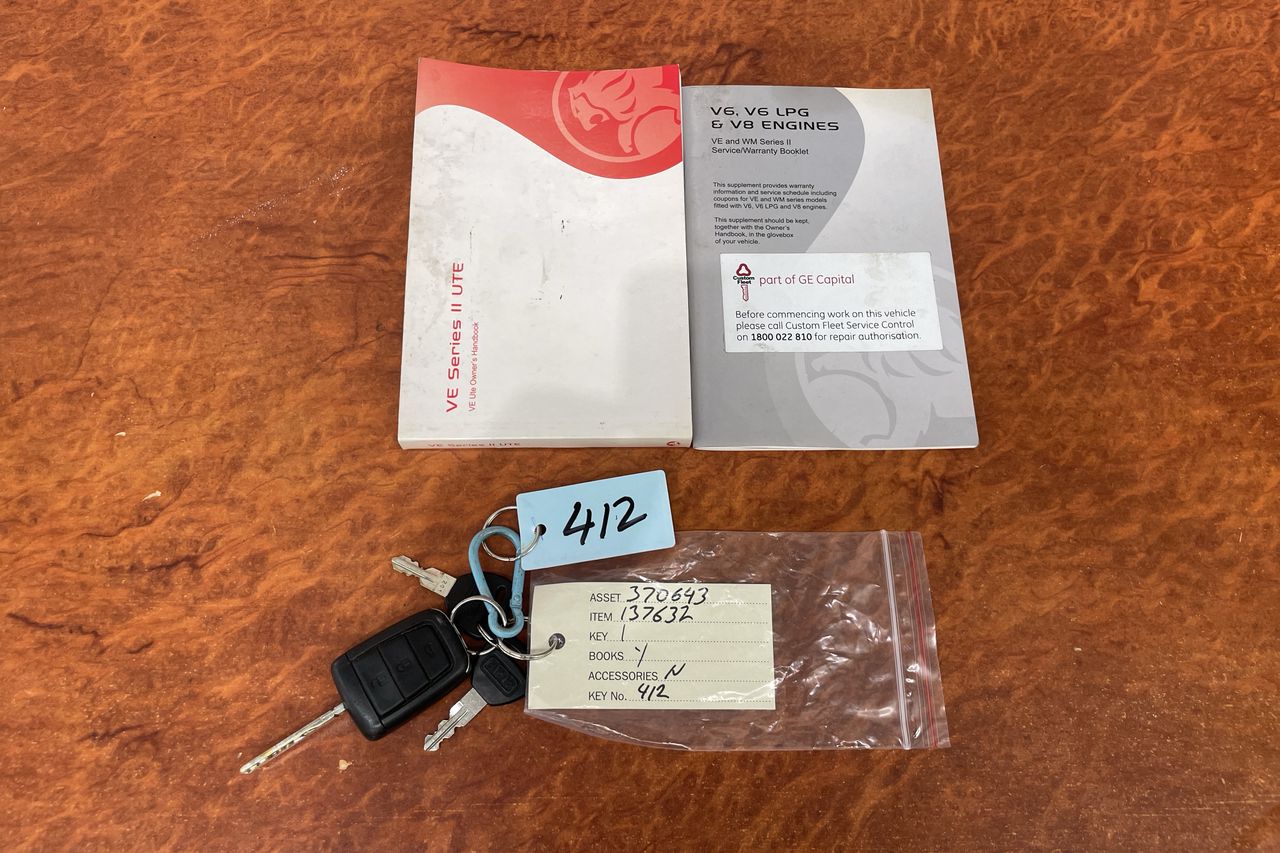 VE Series II UTE
VE Ute Owner's Handbook
VE Series II UTE
V6, V6 LPG
& V8 ENGINES
VE and WM Series II
Service/Warranty Booklet
This supplement provides warranty
information and service schedule including
coupons for VE and WM series models
fitted with V6, V6 LPG and V8 engines.
This supplement should be kept,
together with the Owner's
Handbook, in the glovebox
of your vehicle.
Custom
Fleet
part of GE Capital
Before commencing work on this vehicle
please call Custom Fleet Service Control
on 1800 022 810 for repair authorisation.
412
ASSET 370643
ITEM 137632
KEY 1
BOOKS Y
ACCESSORIES N
KEY No. 412